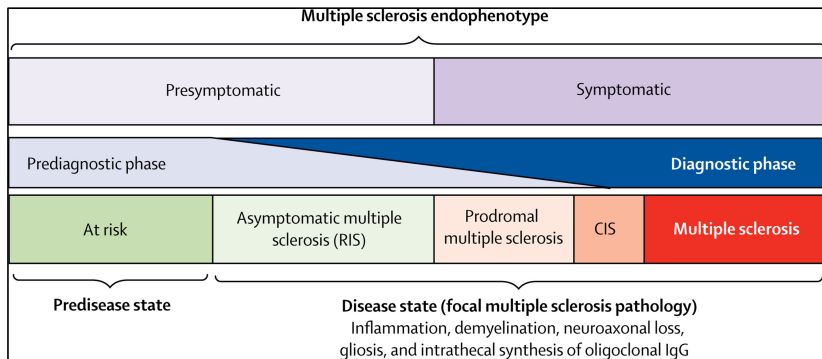 Multiple sclerosis endophenotype
Presymptomatic
Symptomatic
Prediagnostic phase
Diagnostic phase
At risk
Asymptomatic multiple
sclerosis (RIS)
Prodromal
multiple sclerosis
CIS
Multiple sclerosis
Predisease state
Disease state (focal multiple sclerosis pathology)
Inflammation, demyelination, neuroaxonal loss,
gliosis, and intrathecal synthesis of oligoclonal IgG